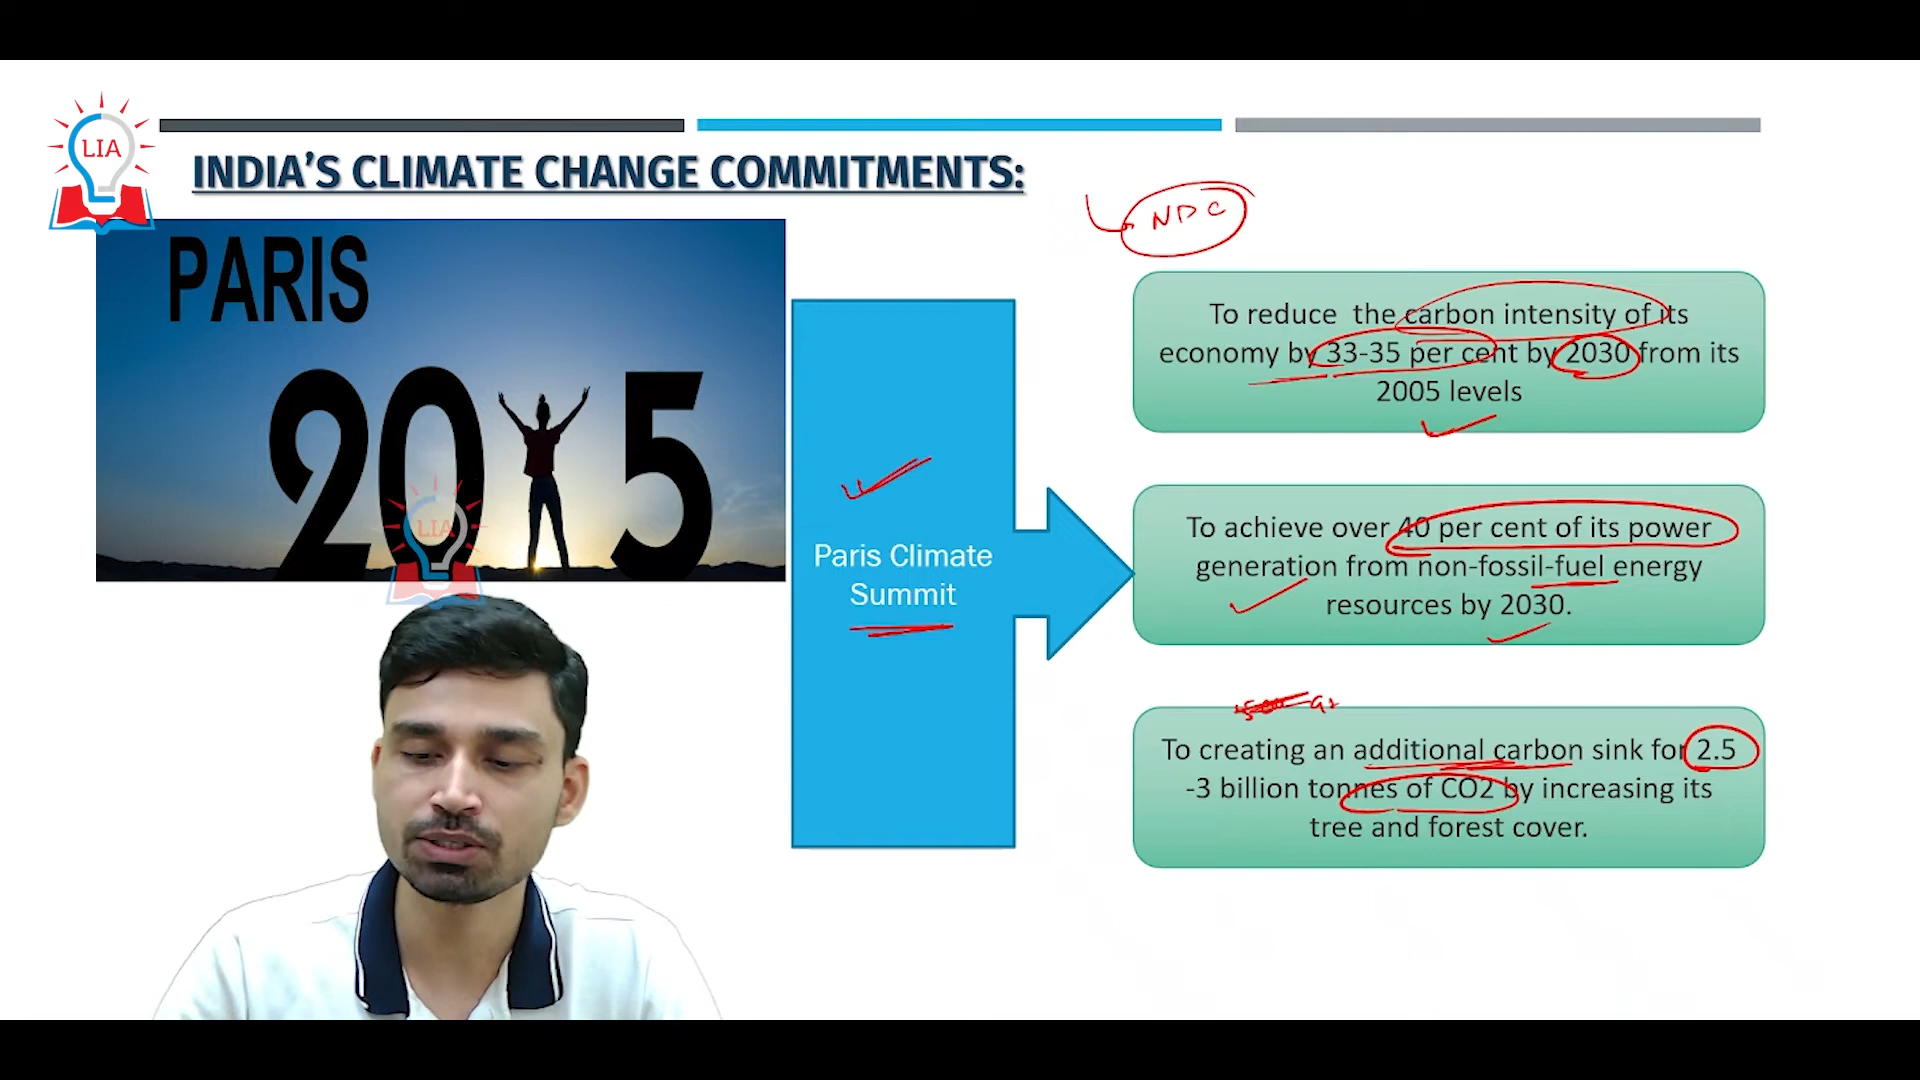 LIA
INDIA'S CLIMATE CHANGE COMMITMENTS:
NDC
PARIS
20 5
LIA
Paris Climate
Summit
To reduce the carbon intensity of its
economy by 33-35 per cent by 2030 from its
2005 levels
To achieve over 40 per cent of its power
generation from non-fossil-fuel energy
resources by 2030.
To creating an additional carbon sink for 2.5
-3 billion tonnes of CO2 by increasing its
tree and forest cover.